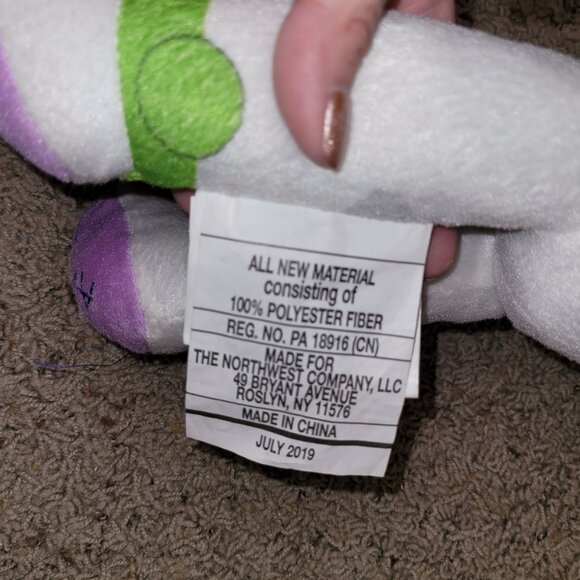 ALL NEW MATERIAL
consisting of
100% POLYESTER FIBER
REG. NO. PA 18916 (CN)
MADE FOR
THE NORTHWEST COMPANY, LLC
49 BRYANT AVENUE
ROSLYN, NY 11576
MADE IN CHINA
JULY 2019